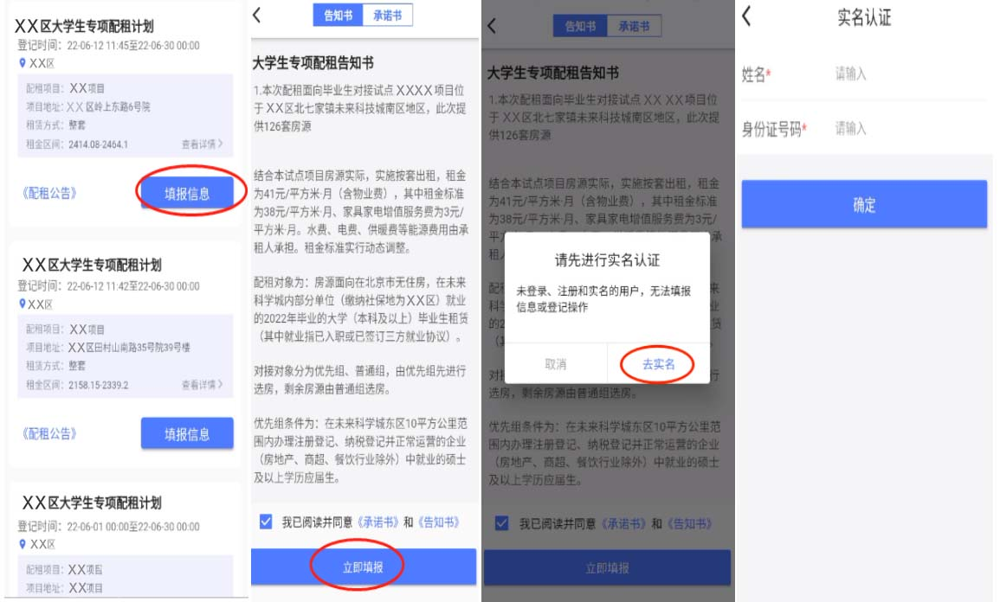 XX区大学生专项配租计划
登记时间：22-06-12 11:45至22-06-30 00:00
XX区
配租项目：XX项目
项目地址：XX区岭上东路6号院
租赁方式：整套
租金区间：2414.08-2464.1
查看详情>
《配租公告》
填报信息
XX区大学生专项配租计划
登记时间：22-06-12 11:42至22-06-30 00:00
XX区
配租项目：XX项目
项目地址：XX区田村山南路35号院39号楼
租赁方式：整套
租金区间：2158.15-2339.2
查看详情>
《配租公告》
填报信息
XX区大学生专项配租计划
登记时间：22-06-01 00:00至22-06-30 00:00
XX区
配租项目：XX项目
项目地址：XX项目
告知书
承诺书
大学生专项配租告知书
1.本次配租面向毕业生对接试点XXXX项目位
于XX区北七家镇未来科技城南区地区，此次提
供126套房源
结合本试点项目房源实际，实施按套出租，租金
为41元/平方米·月（含物业费），其中租金标准
为38元/平方米·月、家具家电增值服务费为3元/
平方米·月。水费、电费、供暖费等能源费用由承
租人承担。租金标准实行动态调整。
配租对象为：房源面向在北京市无住房，在未来
科学城内部分单位（缴纳社保地为XX区）就业
的2022年毕业的大学（本科及以上）毕业生租赁
（其中就业指已入职或已签订三方就业协议）。
对接对象分为优先组、普通组，由优先组先进行
选房，剩余房源由普通组选房。
优先组条件为：在未来科学城东区10平方公里范
围内办理注册登记、纳税登记并正常运营的企业
（房地产、商超、餐饮行业除外）中就业的硕士
及以上学历应届生。
我已阅读并同意《承诺书》和《告知书》
立即填报
告知书
承诺书
大学生专项配租告知书
1.本次配租面向毕业生对接试点XX XX项目位
于XX区北七家镇未来科技城南区地区，此次提
供126套房源
结合本试点项目房源实际，实施按套出租，租金
为41元/平方米·月（含物业费），其中租金标准
为38元/平方米·月、家具家电增值服务费为3元/
平方
承
租人
请先进行实名认证
未登录、注册和实名的用户，无法填报
信息或登记操作
取消
去实名
配租
来
科学
业
的2
赁
（其
。
对接
行
选房，剩余房源由普通组选房。
优先组条件为：在未来科学城东区10平方公里范
围内办理注册登记、纳税登记并正常运营的企业
（房地产、商超、餐饮行业除外）中就业的硕士
及以上学历应届生。
我已阅读并同意《承诺书》和《告知书》
立即填报
实名认证
姓名* 请输入
身份证号码* 请输入
确定